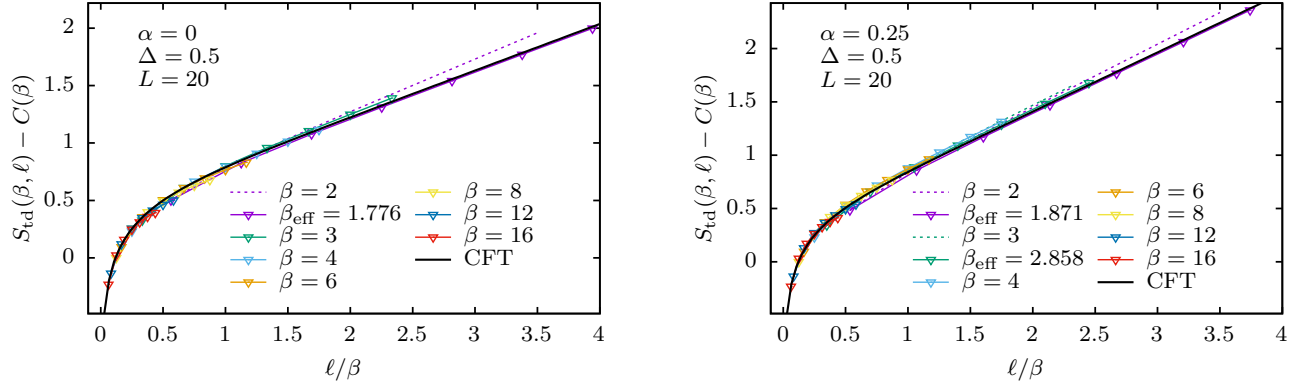 α = 0
Δ = 0.5
L = 20
S_td(β, ℓ) − C(β)
2
1.5
1
0.5
0
β = 2
β_eff = 1.776
β = 3
β = 4
β = 6
β = 8
β = 12
β = 16
CFT
0 0.5 1 1.5 2 2.5 3 3.5 4
ℓ/β
α = 0.25
Δ = 0.5
L = 20
S_td(β, ℓ) − C(β)
2
1.5
1
0.5
0
β = 2
β_eff = 1.871
β = 3
β_eff = 2.858
β = 4
β = 6
β = 8
β = 12
β = 16
CFT
0 0.5 1 1.5 2 2.5 3 3.5 4
ℓ/β